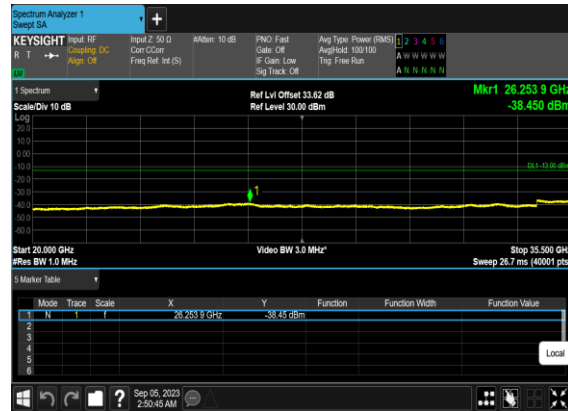 Spectrum Analyzer 1
Swept SA
+
KEYSIGHT Input: RF Input Z: 50 Ω #Atten: 10 dB PNO: Fast Avg Type: Power (RMS) 1 2 3 4 5 6
R T Coupling: DC Corr CCorr Gate: Off Avg|Hold: 100/100 A W W W W W
Align: Off Freq Ref: Int (S) IF Gain: Low Trig: Free Run
Sig Track: Off A N N N N N
1 Spectrum Ref Lvl Offset 33.62 dB Mkr1 26.253 9 GHz
Scale/Div 10 dB Ref Level 30.00 dBm -38.450 dBm
Log
20.0
10.0
0.00
-10.0 DL1 -13.00 dBm
-20.0
-30.0 1
-40.0
-50.0
-60.0
Start 20.000 GHz Video BW 3.0 MHz* Stop 35.500 GHz
#Res BW 1.0 MHz Sweep 26.7 ms (40001 pts)
5 Marker Table
Mode Trace Scale X Y Function Function Width Function Value
1 N 1 f 26.253 9 GHz -38.45 dBm
2
3
4
5
6
Local
? Sep 05, 2023
2:50:45 AM